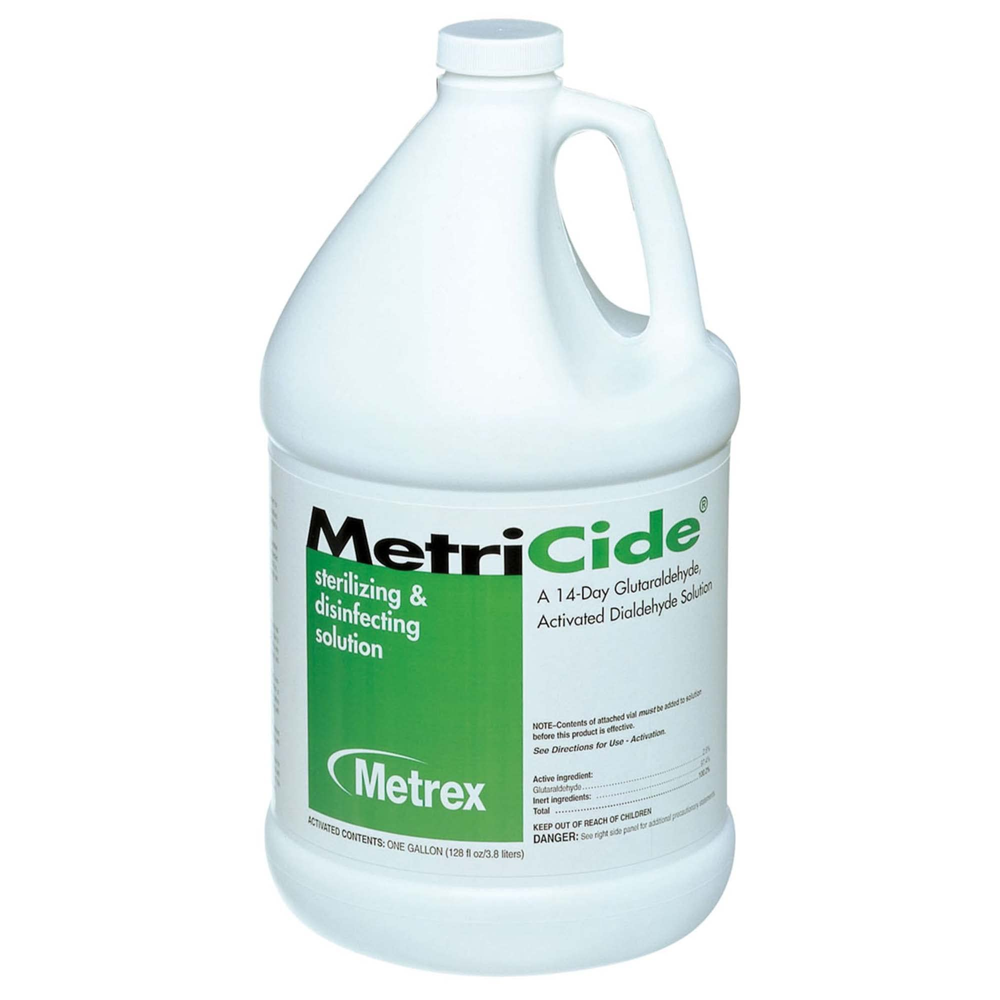 MetriCide®
sterilizing &
disinfecting
solution
A 14-Day Glutaraldehyde,
Activated Dialdehyde Solution
NOTE–Contents of attached vial must be added to solution
before this product is effective.
See Directions for Use - Activation.
Active ingredient:
Glutaraldehyde........2.6%
Inert ingredients: ........97.4%
Total ........100.0%
KEEP OUT OF REACH OF CHILDREN
DANGER: See right side panel for additional precautionary statements
Metrex
ACTIVATED CONTENTS: ONE GALLON (128 fl oz/3.8 liters)